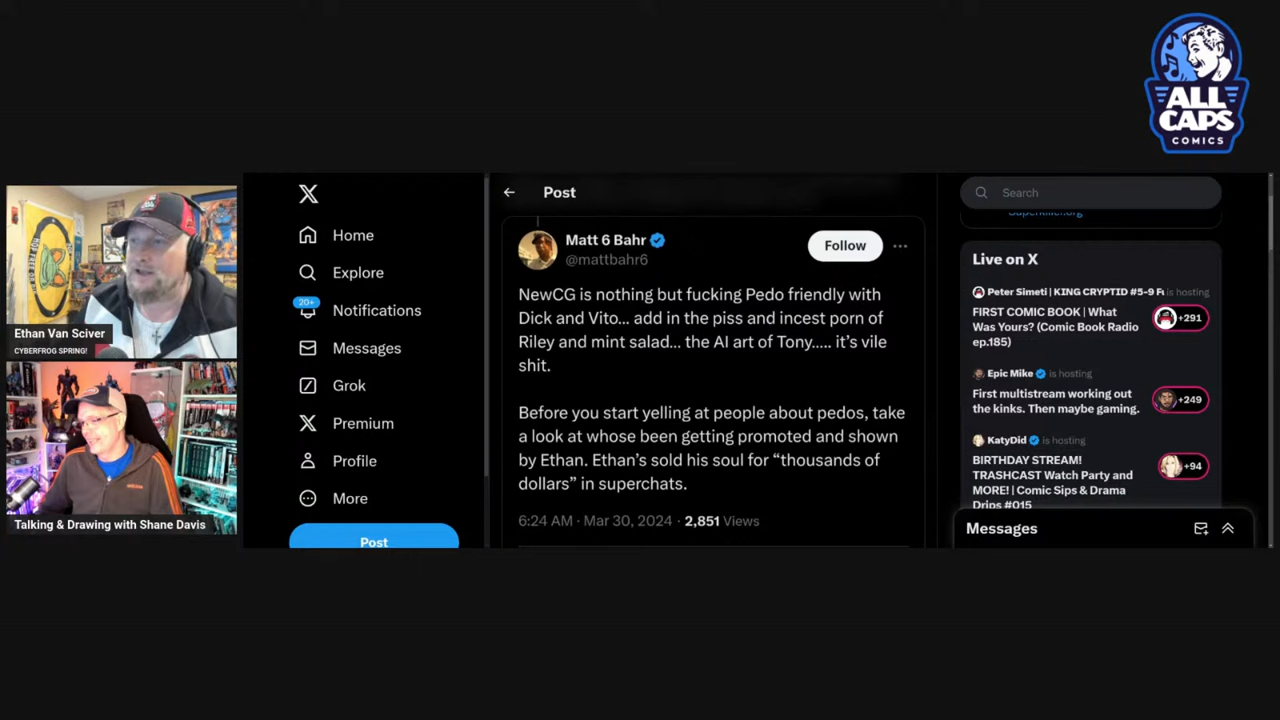 ALL
CAPS
COMICS
Ethan Van Sciver
CYBERFROG SPRING!
Talking & Drawing with Shane Davis
Home
Explore
20+
Notifications
Messages
Grok
Premium
Profile
More
Post
Post
Matt 6 Bahr
@mattbahr6
Follow
NewCG is nothing but fucking Pedo friendly with
Dick and Vito... add in the piss and incest porn of
Riley and mint salad... the AI art of Tony..... it's vile
shit.
Before you start yelling at people about pedos, take
a look at whose been getting promoted and shown
by Ethan. Ethan's sold his soul for “thousands of
dollars” in superchats.
6:24 AM · Mar 30, 2024 · 2,851 Views
Search
Live on X
Peter Simeti | KING CRYPTID #5-9 Fu is hosting
FIRST COMIC BOOK | What
Was Yours? (Comic Book Radio
ep.185)
+291
Epic Mike is hosting
First multistream working out
the kinks. Then maybe gaming.
+249
KatyDid is hosting
BIRTHDAY STREAM!
TRASHCAST Watch Party and
MORE! | Comic Sips & Drama
Drips #015
+94
Messages